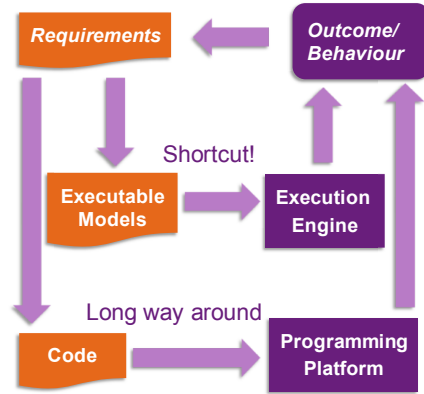 Requirements
Outcome/
Behaviour
Shortcut!
Executable
Models
Execution
Engine
Long way around
Code
Programming
Platform